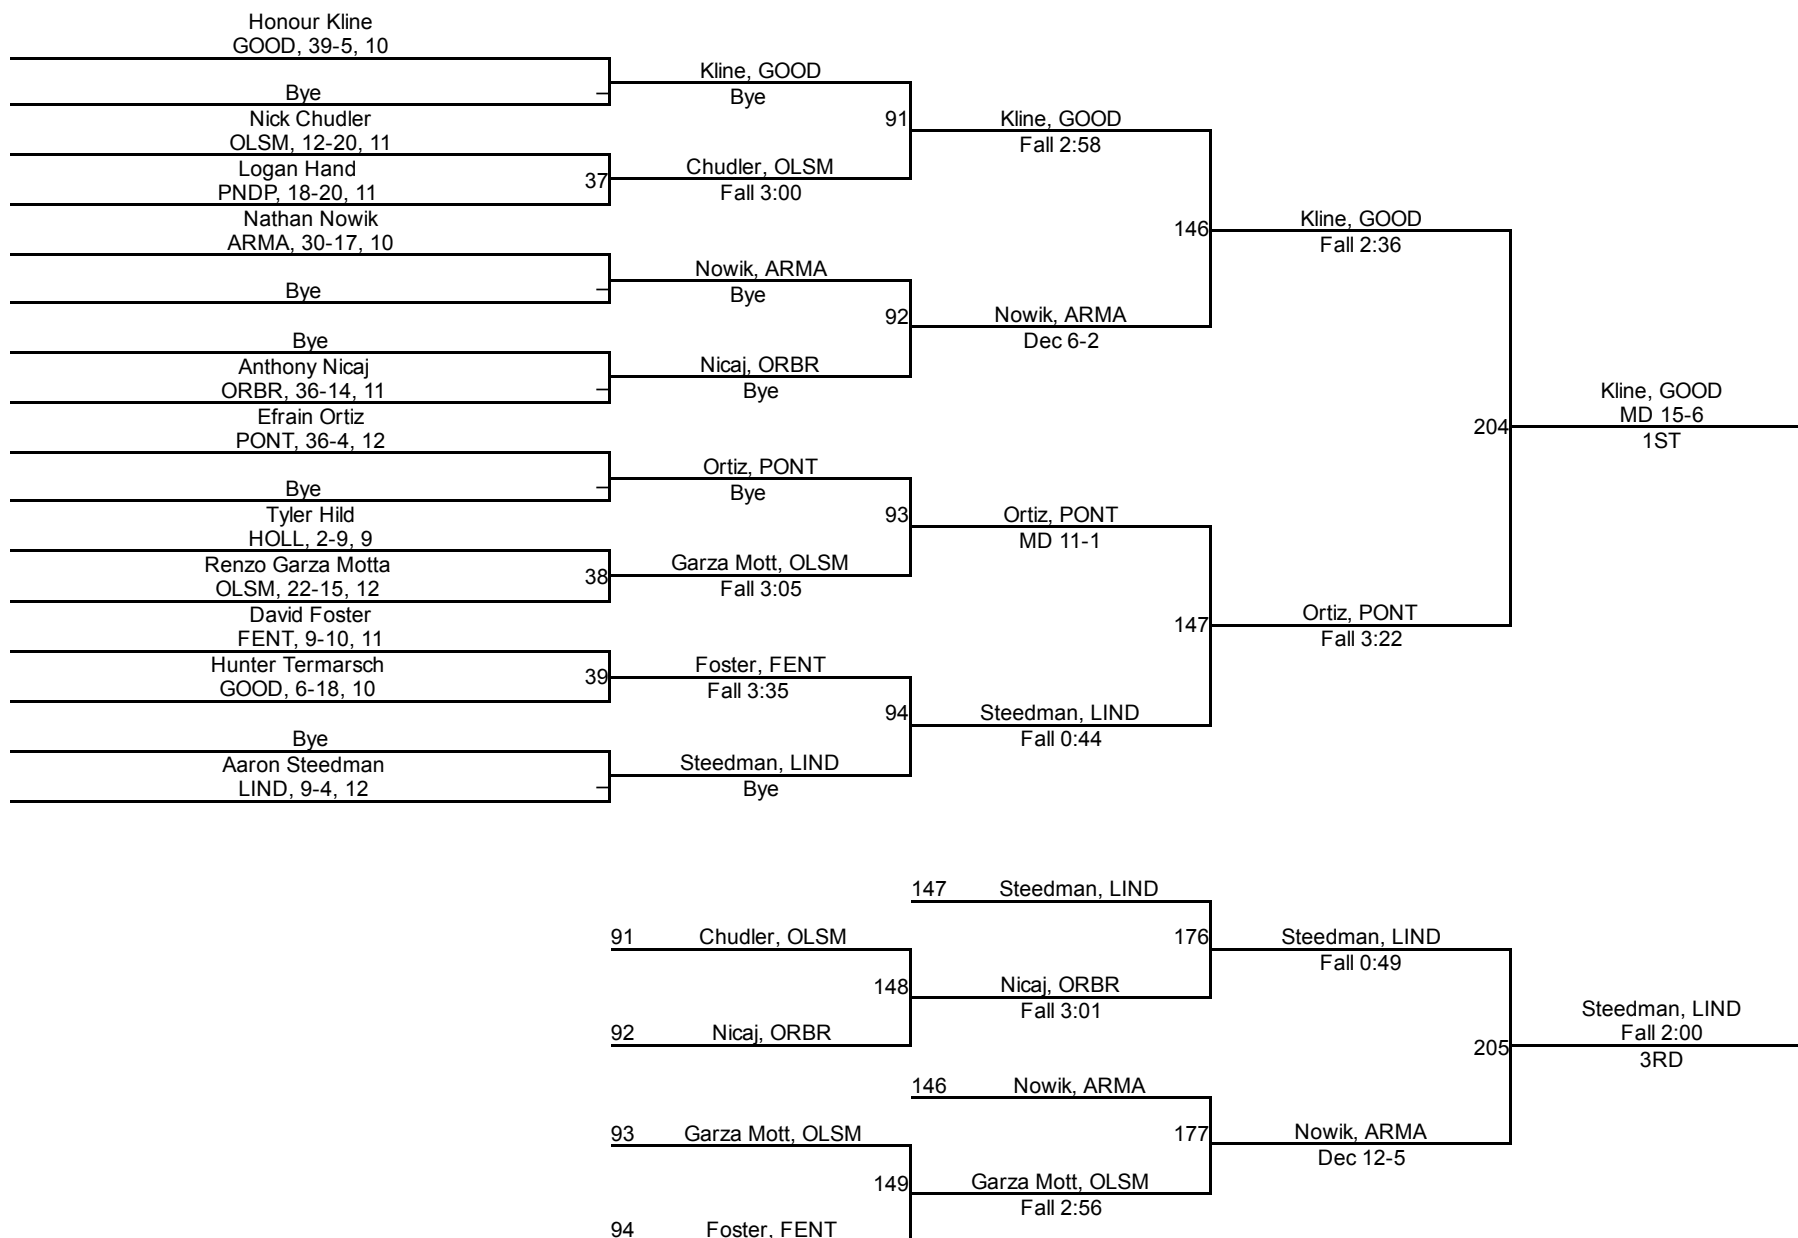 Honour Kline
GOOD, 39-5, 10
Bye
Nick Chudler
OLSM, 12-20, 11
Logan Hand
PNDP, 18-20, 11
37
Nathan Nowik
ARMA, 30-17, 10
Bye
Bye
Anthony Nicaj
ORBR, 36-14, 11
Efrain Ortiz
PONT, 36-4, 12
Bye
Tyler Hild
HOLL, 2-9, 9
Renzo Garza Motta
OLSM, 22-15, 12
38
David Foster
FENT, 9-10, 11
Hunter Termarsch
GOOD, 6-18, 10
39
Bye
Aaron Steedman
LIND, 9-4, 12
Kline, GOOD
Bye
91
Chudler, OLSM
Fall 3:00
Nowik, ARMA
Bye
92
Nicaj, ORBR
Bye
Ortiz, PONT
Bye
93
Garza Mott, OLSM
Fall 3:05
Foster, FENT
Fall 3:35
94
Steedman, LIND
Bye
Kline, GOOD
Fall 2:58
146
Nowik, ARMA
Dec 6-2
Ortiz, PONT
MD 11-1
147
Steedman, LIND
Fall 0:44
Kline, GOOD
Fall 2:36
204
Ortiz, PONT
Fall 3:22
Kline, GOOD
MD 15-6
1ST
91 Chudler, OLSM
148
92 Nicaj, ORBR
93 Garza Mott, OLSM
149
94 Foster, FENT
147 Steedman, LIND
176
Nicaj, ORBR
Fall 3:01
146 Nowik, ARMA
177
Garza Mott, OLSM
Fall 2:56
Steedman, LIND
Fall 0:49
205
Nowik, ARMA
Dec 12-5
Steedman, LIND
Fall 2:00
3RD